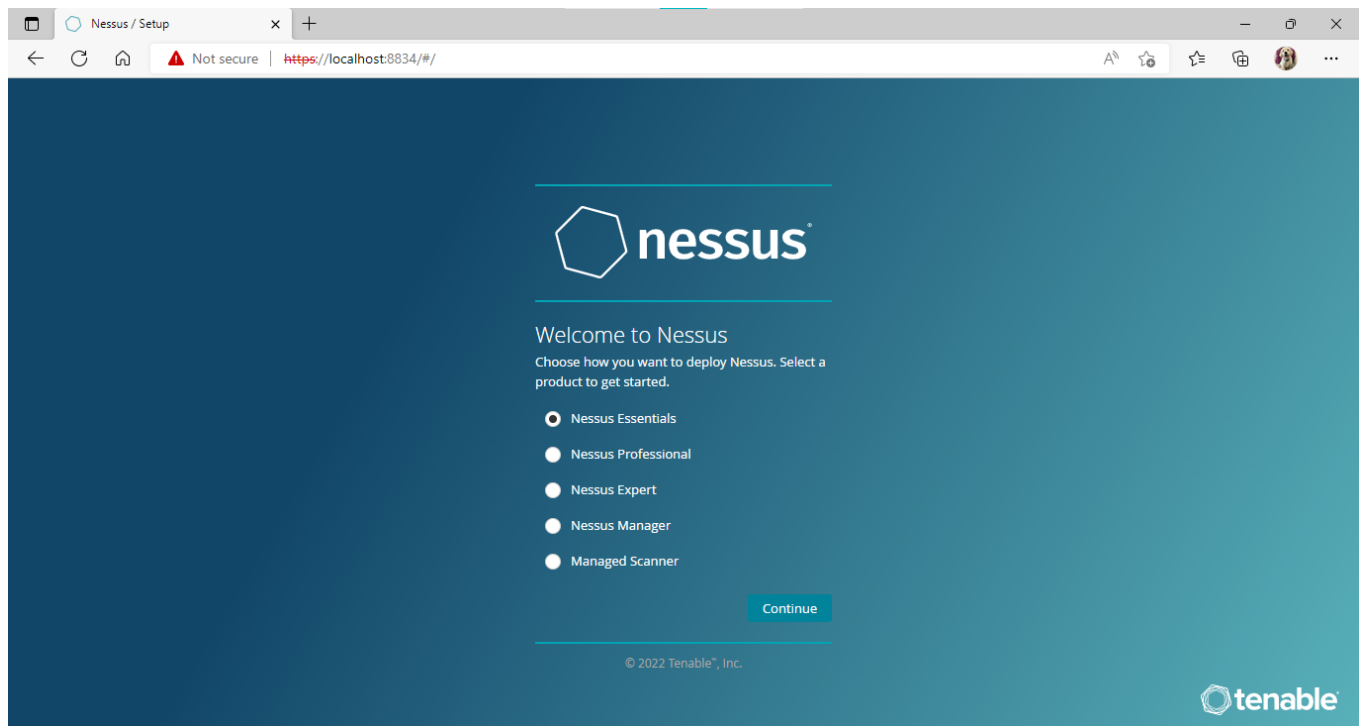 Nessus / Setup
Not secure | https://localhost:8834/#/
nessus®
Welcome to Nessus
Choose how you want to deploy Nessus. Select a
product to get started.
Nessus Essentials
Nessus Professional
Nessus Expert
Nessus Manager
Managed Scanner
Continue
© 2022 Tenable™, Inc.
tenable®